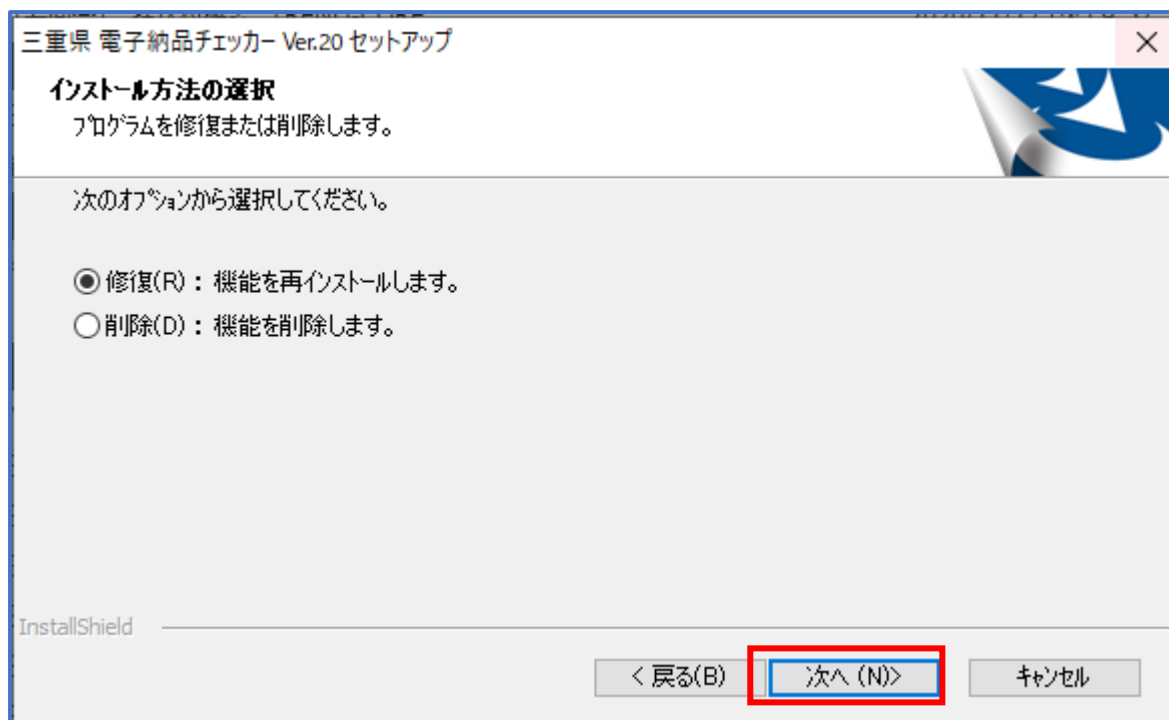 三重県 電子納品チェッカー Ver.20 セットアップ
インストール方法の選択
プログラムを修復または削除します。
次のオプションから選択してください。
修復(R)： 機能を再インストールします。
削除(D)： 機能を削除します。
InstallShield
< 戻る(B)
次へ (N)>
キャンセル